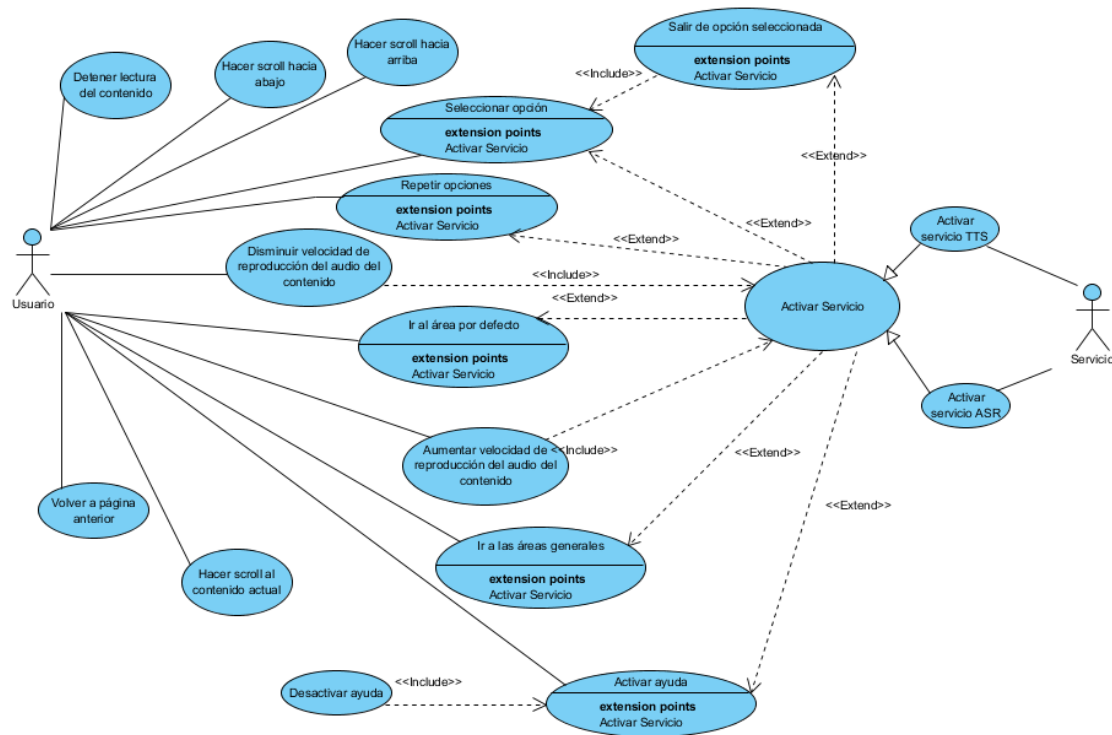 Salir de opción seleccionada
extension points
Activar Servicio
Hacer scroll hacia
arriba
Hacer scroll hacia
abajo
Detener lectura
del contenido
<<Include>>
Seleccionar opción
extension points
Activar Servicio
<<Extend>>
Repetir opciones
extension points
Activar Servicio
<<Extend>>
<<Extend>>
Activar
servicio TTS
Usuario
Disminuir velocidad de
reproducción del audio del
contenido
<<Include>>
<<Extend>>
Activar Servicio
Servicio
Ir al área por defecto
extension points
Activar Servicio
Activar
servicio ASR
Aumentar velocidad de
reproducción del audio del
contenido
<<Include>>
<<Extend>>
Volver a página
anterior
<<Extend>>
Ir a las áreas generales
extension points
Activar Servicio
Hacer scroll al
contenido actual
Desactivar ayuda
<<Include>>
Activar ayuda
extension points
Activar Servicio